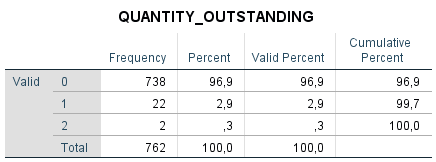 QUANTITY_OUTSTANDING
Cumulative
Frequency Percent Valid Percent Percent
Valid 0 738 96,9 96,9 96,9
1 22 2,9 2,9 99,7
2 2 ,3 ,3 100,0
Total 762 100,0 100,0